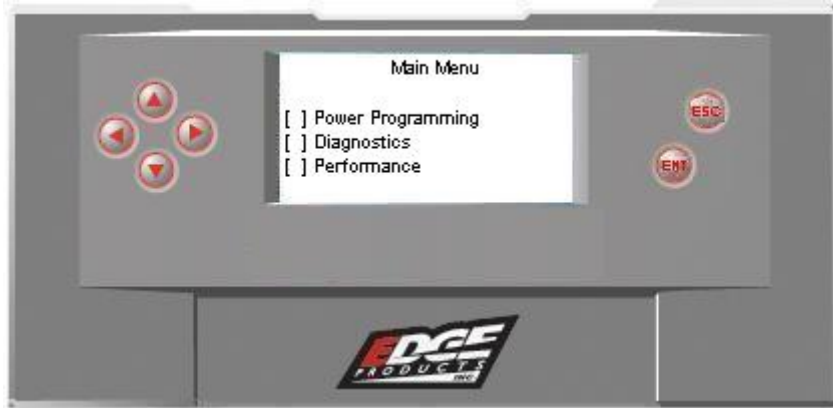 Main Menu
[ ] Power Programming
[ ] Diagnostics
[ ] Performance
ESC
ENT
EDGE
PRODUCTS
INC